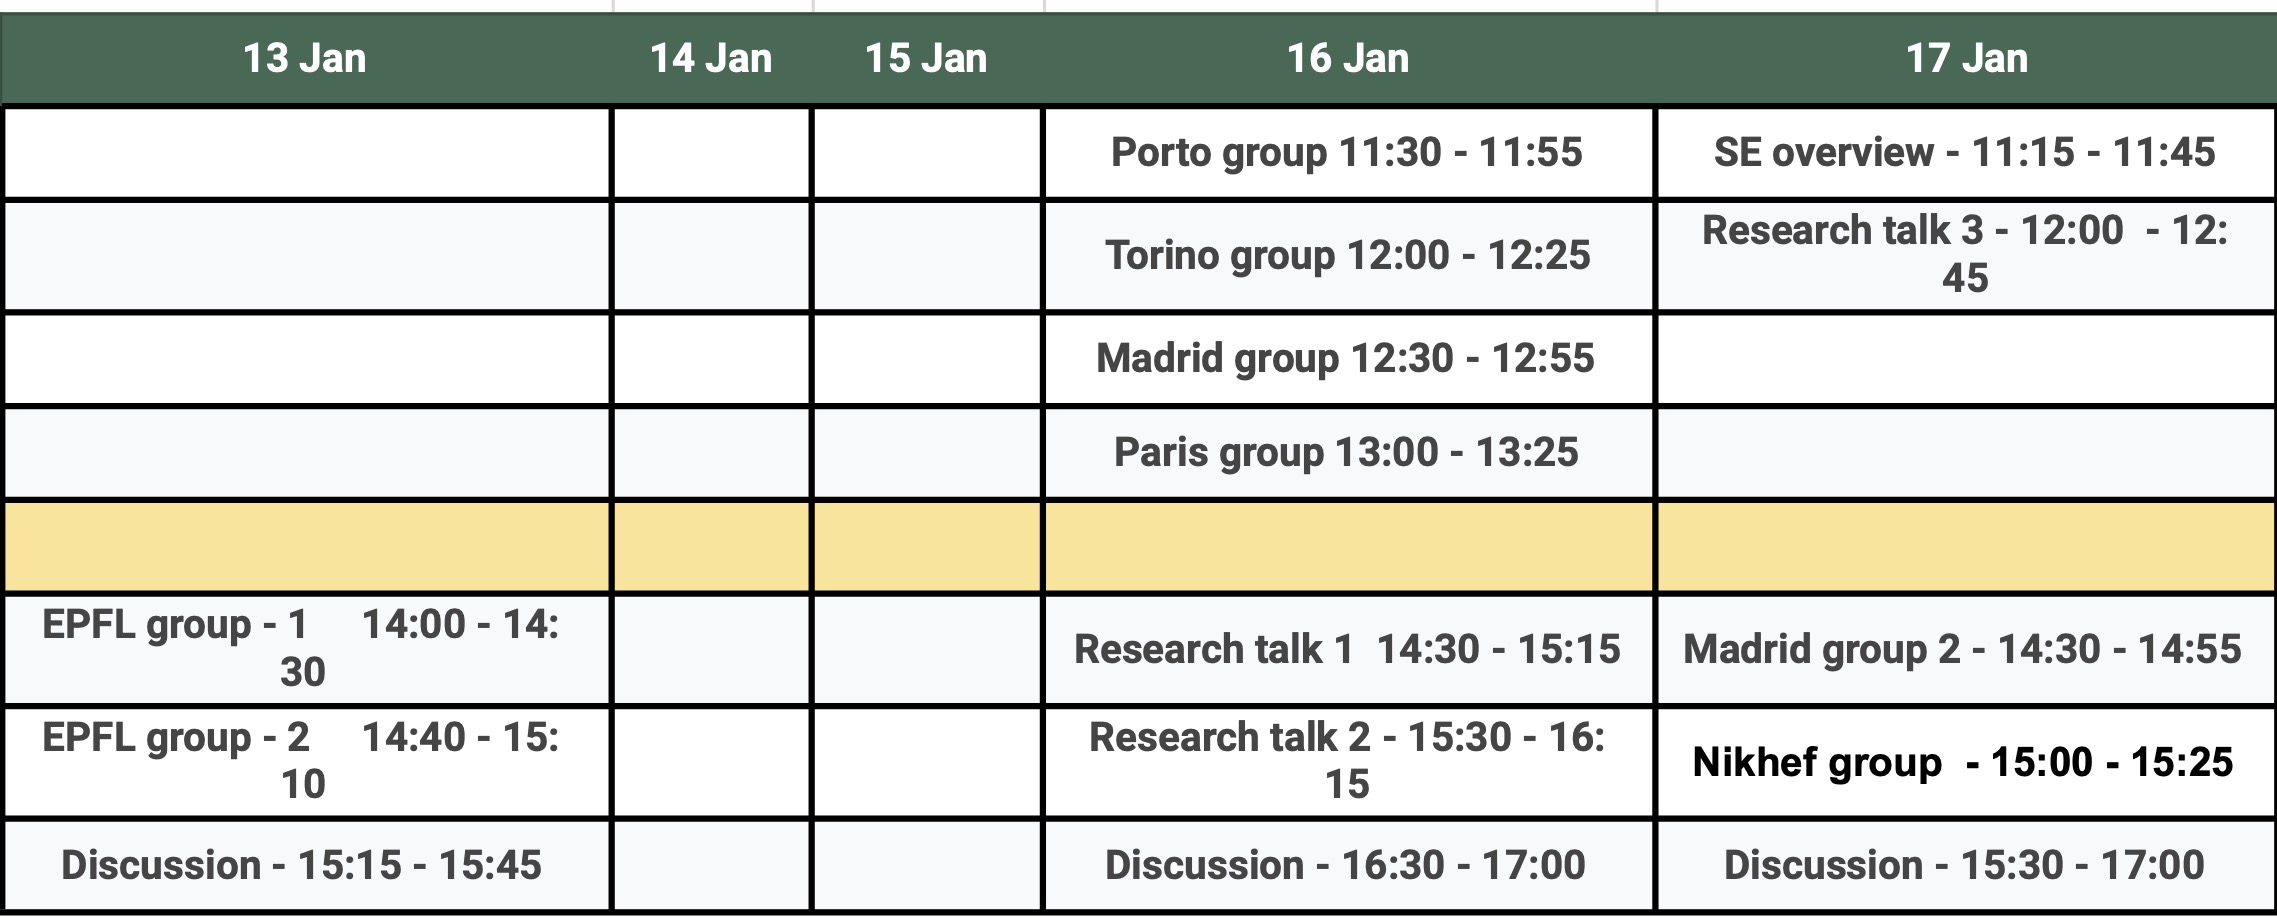 13 Jan 14 Jan 15 Jan 16 Jan 17 Jan
Porto group 11:30 - 11:55 SE overview - 11:15 - 11:45
Torino group 12:00 - 12:25 Research talk 3 - 12:00  - 12:
45
Madrid group 12:30 - 12:55
Paris group 13:00 - 13:25
EPFL group - 1     14:00 - 14:
30
Research talk 1  14:30 - 15:15 Madrid group 2 - 14:30 - 14:55
EPFL group - 2     14:40 - 15:
10
Research talk 2 - 15:30 - 16:
15
Nikhef group  - 15:00 - 15:25
Discussion - 15:15 - 15:45 Discussion - 16:30 - 17:00 Discussion - 15:30 - 17:00